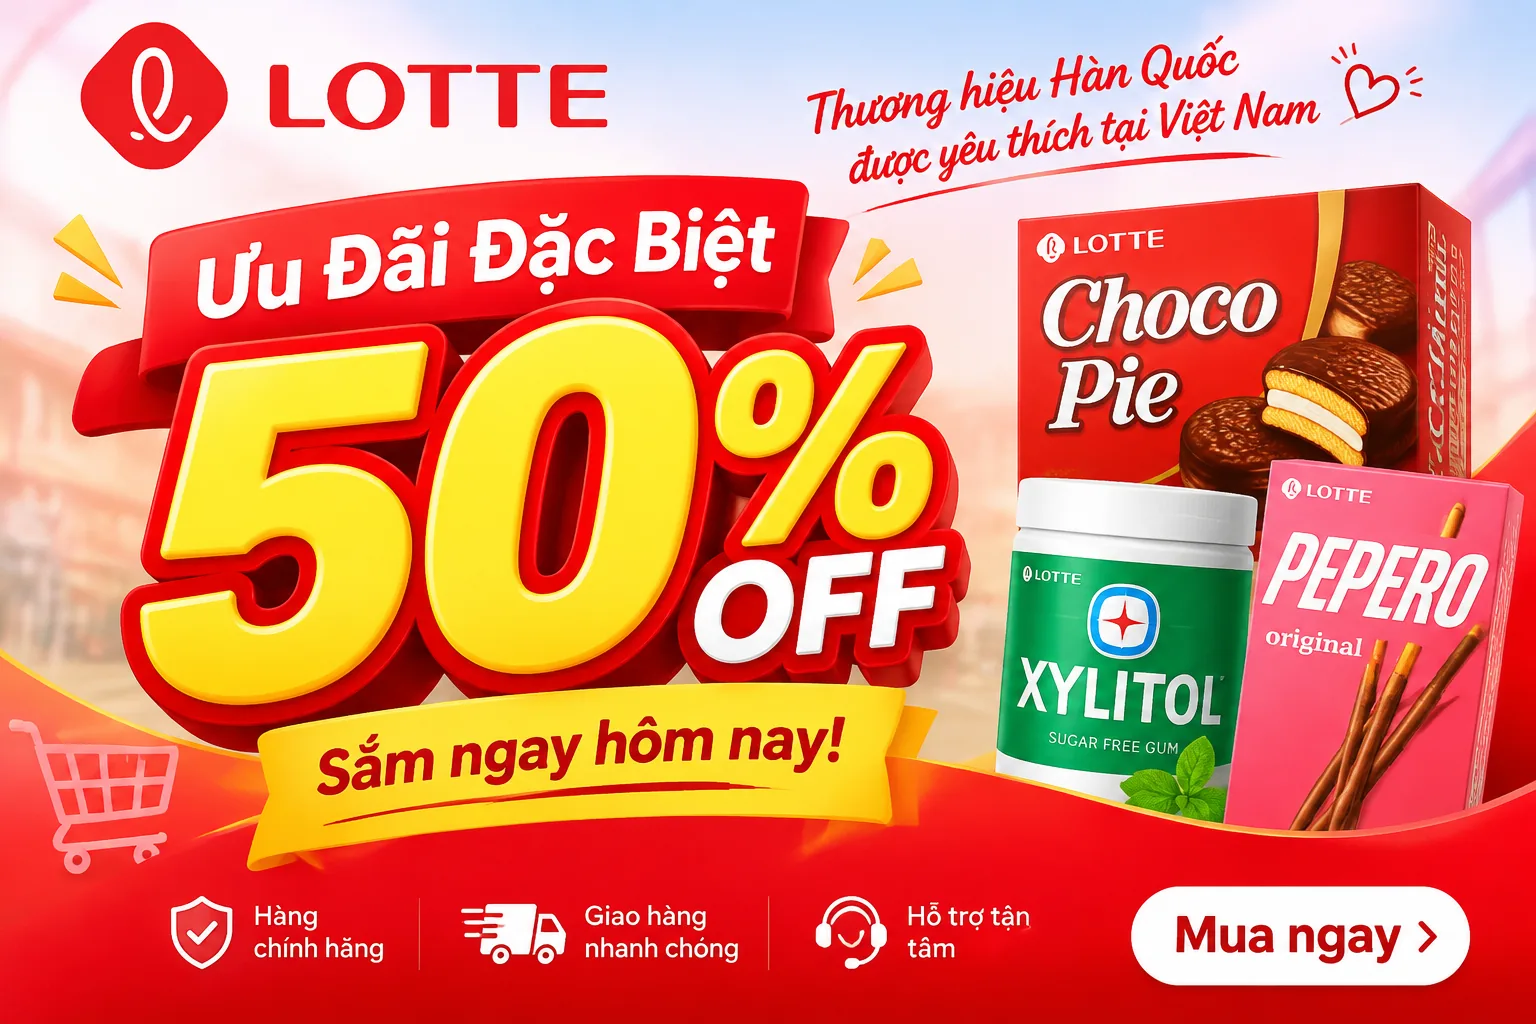 LOTTE
Thương hiệu Hàn Quốc
được yêu thích tại Việt Nam
Ưu Đãi Đặc Biệt
50%
OFF
Sắm ngay hôm nay!
LOTTE
Choco
Pie
LOTTE
XYLITOL
SUGAR FREE GUM
LOTTE
PEPERO
original
Hàng
chính hãng
Giao hàng
nhanh chóng
Hỗ trợ tận
tâm
Mua ngay